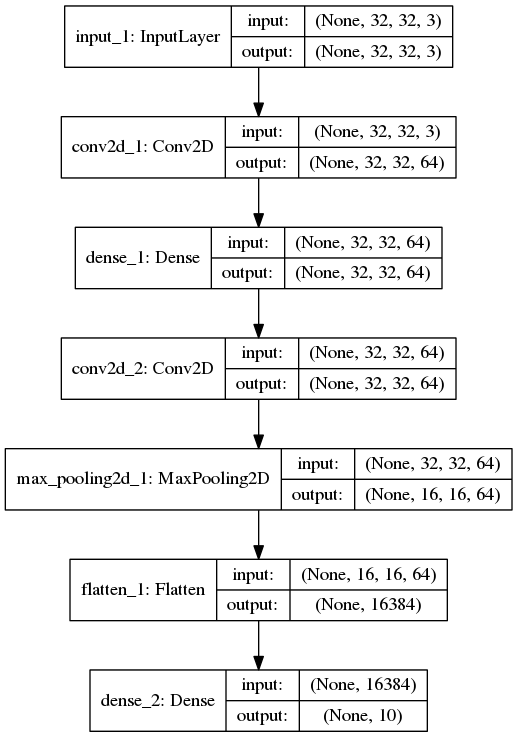 input_1: InputLayer
input: (None, 32, 32, 3)
output: (None, 32, 32, 3)
conv2d_1: Conv2D
input: (None, 32, 32, 3)
output: (None, 32, 32, 64)
dense_1: Dense
input: (None, 32, 32, 64)
output: (None, 32, 32, 64)
conv2d_2: Conv2D
input: (None, 32, 32, 64)
output: (None, 32, 32, 64)
max_pooling2d_1: MaxPooling2D
input: (None, 32, 32, 64)
output: (None, 16, 16, 64)
flatten_1: Flatten
input: (None, 16, 16, 64)
output: (None, 16384)
dense_2: Dense
input: (None, 16384)
output: (None, 10)